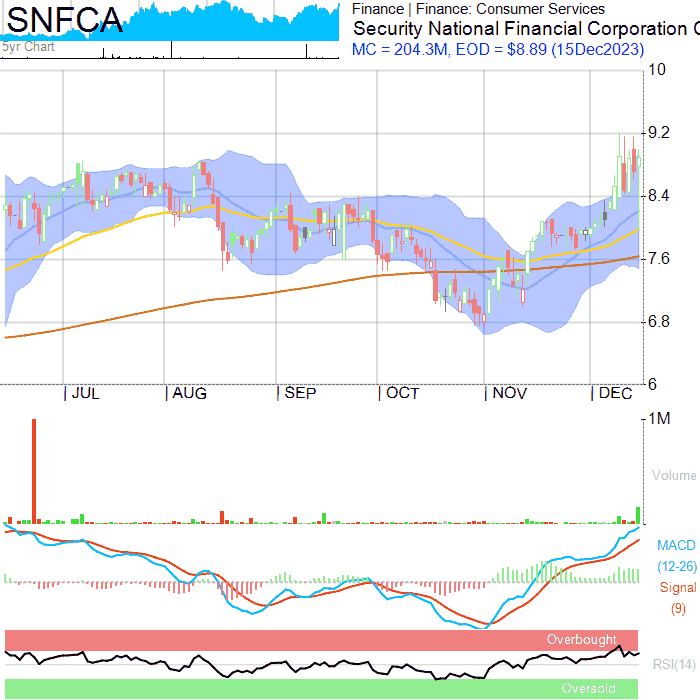 SNFCA
5yr Chart
Finance | Finance: Consumer Services
Security National Financial Corporation C
MC = 204.3M, EOD = $8.89 (15Dec2023)
10
9.2
8.4
7.6
6.8
6
JUL AUG SEP OCT NOV DEC
1M
Volume
MACD
(12-26)
Signal
(9)
Overbought
RSI(14)
Oversold